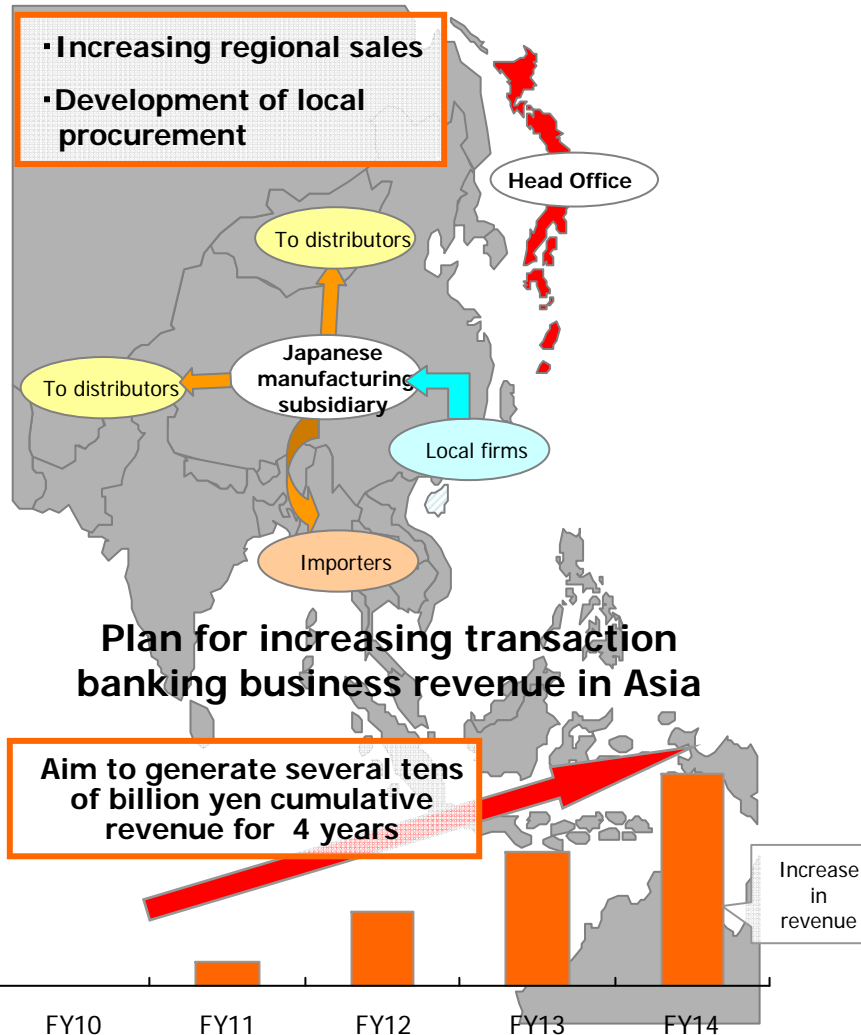 ･Increasing regional sales
･Development of local
procurement
Head Office
To distributors
Japanese
manufacturing
subsidiary
To distributors
Local firms
Importers
Plan for increasing transaction
banking business revenue in Asia
Aim to generate several tens
of billion yen cumulative
revenue for 4 years
Increase
in
revenue
FY10 FY11 FY12 FY13 FY14